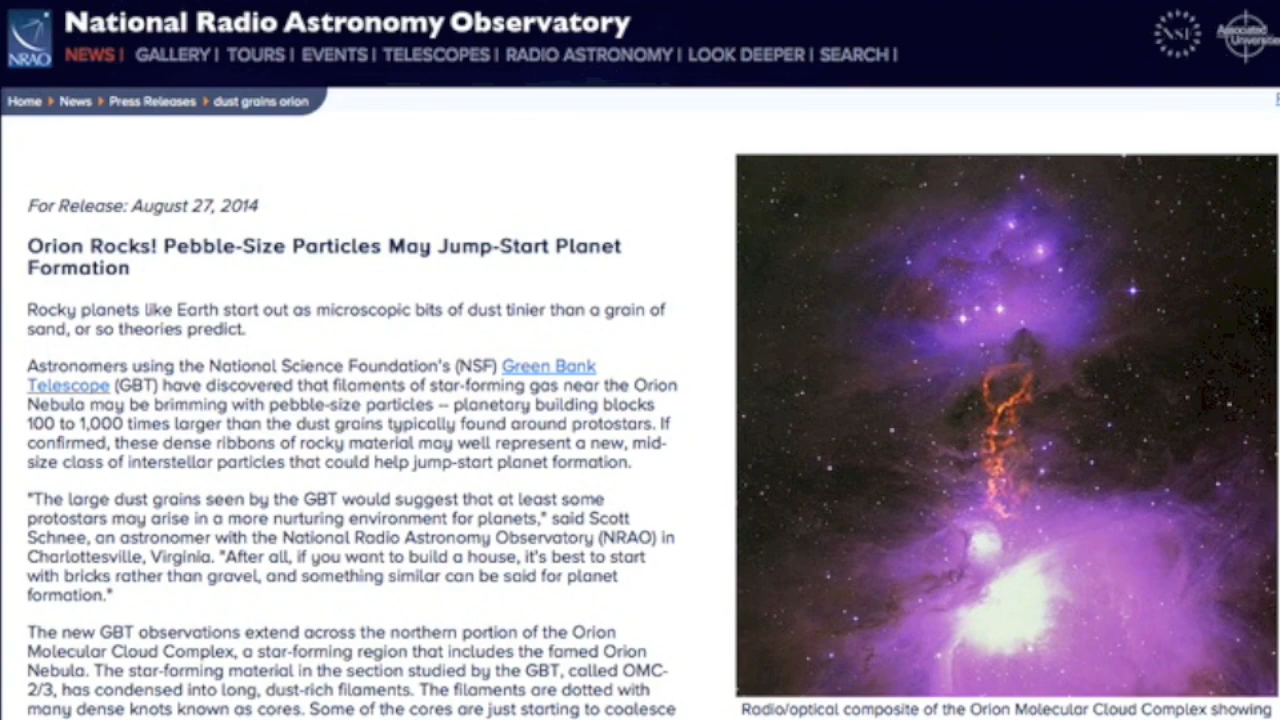 National Radio Astronomy Observatory
NRAO
NEWS | GALLERY | TOURS | EVENTS | TELESCOPES | RADIO ASTRONOMY | LOOK DEEPER | SEARCH |
NSF
Associated
Universities
Home News Press Releases dust grains orion
For Release: August 27, 2014
Orion Rocks! Pebble-Size Particles May Jump-Start Planet
Formation
Rocky planets like Earth start out as microscopic bits of dust tinier than a grain of
sand, or so theories predict.
Astronomers using the National Science Foundation's (NSF) Green Bank
Telescope (GBT) have discovered that filaments of star-forming gas near the Orion
Nebula may be brimming with pebble-size particles -- planetary building blocks
100 to 1,000 times larger than the dust grains typically found around protostars. If
confirmed, these dense ribbons of rocky material may well represent a new, mid-
size class of interstellar particles that could help jump-start planet formation.
"The large dust grains seen by the GBT would suggest that at least some
protostars may arise in a more nurturing environment for planets," said Scott
Schnee, an astronomer with the National Radio Astronomy Observatory (NRAO) in
Charlottesville, Virginia. "After all, if you want to build a house, it's best to start
with bricks rather than gravel, and something similar can be said for planet
formation."
The new GBT observations extend across the northern portion of the Orion
Molecular Cloud Complex, a star-forming region that includes the famed Orion
Nebula. The star-forming material in the section studied by the GBT, called OMC-
2/3, has condensed into long, dust-rich filaments. The filaments are dotted with
many dense knots known as cores. Some of the cores are just starting to coalesce
Radio/optical composite of the Orion Molecular Cloud Complex showing